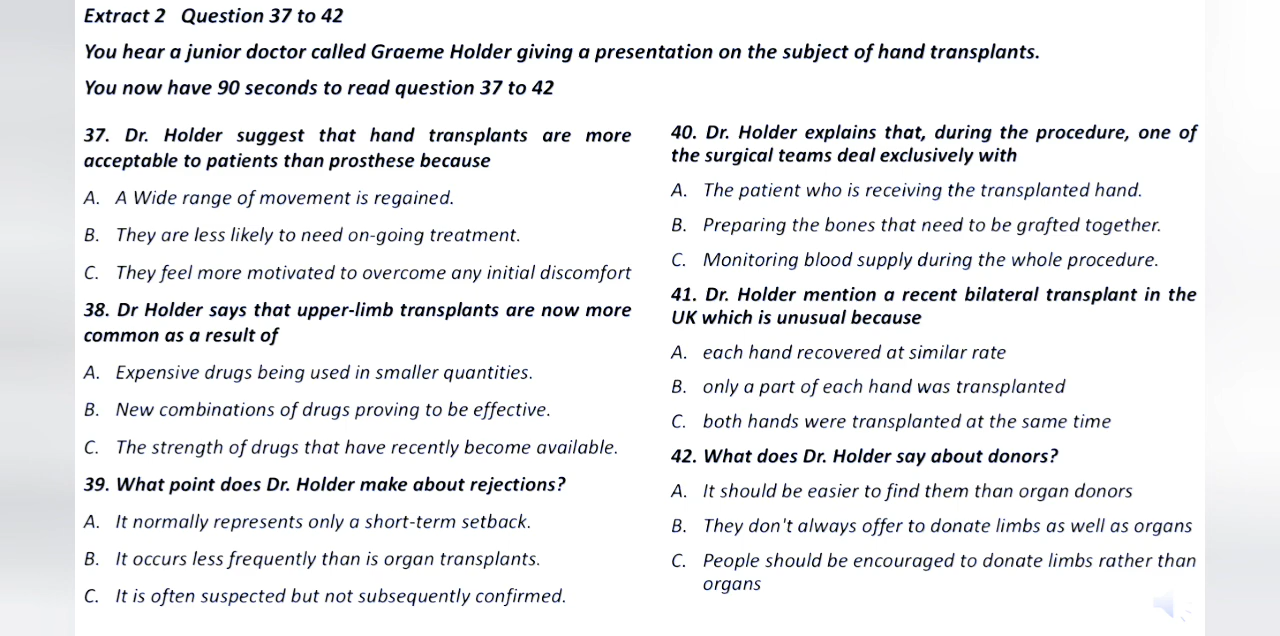 Extract 2 Question 37 to 42
You hear a junior doctor called Graeme Holder giving a presentation on the subject of hand transplants.
You now have 90 seconds to read question 37 to 42
37. Dr. Holder suggest that hand transplants are more
acceptable to patients than prosthese because
A. A Wide range of movement is regained.
B. They are less likely to need on-going treatment.
C. They feel more motivated to overcome any initial discomfort
38. Dr Holder says that upper-limb transplants are now more
common as a result of
A. Expensive drugs being used in smaller quantities.
B. New combinations of drugs proving to be effective.
C. The strength of drugs that have recently become available.
39. What point does Dr. Holder make about rejections?
A. It normally represents only a short-term setback.
B. It occurs less frequently than is organ transplants.
C. It is often suspected but not subsequently confirmed.
40. Dr. Holder explains that, during the procedure, one of
the surgical teams deal exclusively with
A. The patient who is receiving the transplanted hand.
B. Preparing the bones that need to be grafted together.
C. Monitoring blood supply during the whole procedure.
41. Dr. Holder mention a recent bilateral transplant in the
UK which is unusual because
A. each hand recovered at similar rate
B. only a part of each hand was transplanted
C. both hands were transplanted at the same time
42. What does Dr. Holder say about donors?
A. It should be easier to find them than organ donors
B. They don't always offer to donate limbs as well as organs
C. People should be encouraged to donate limbs rather than
organs